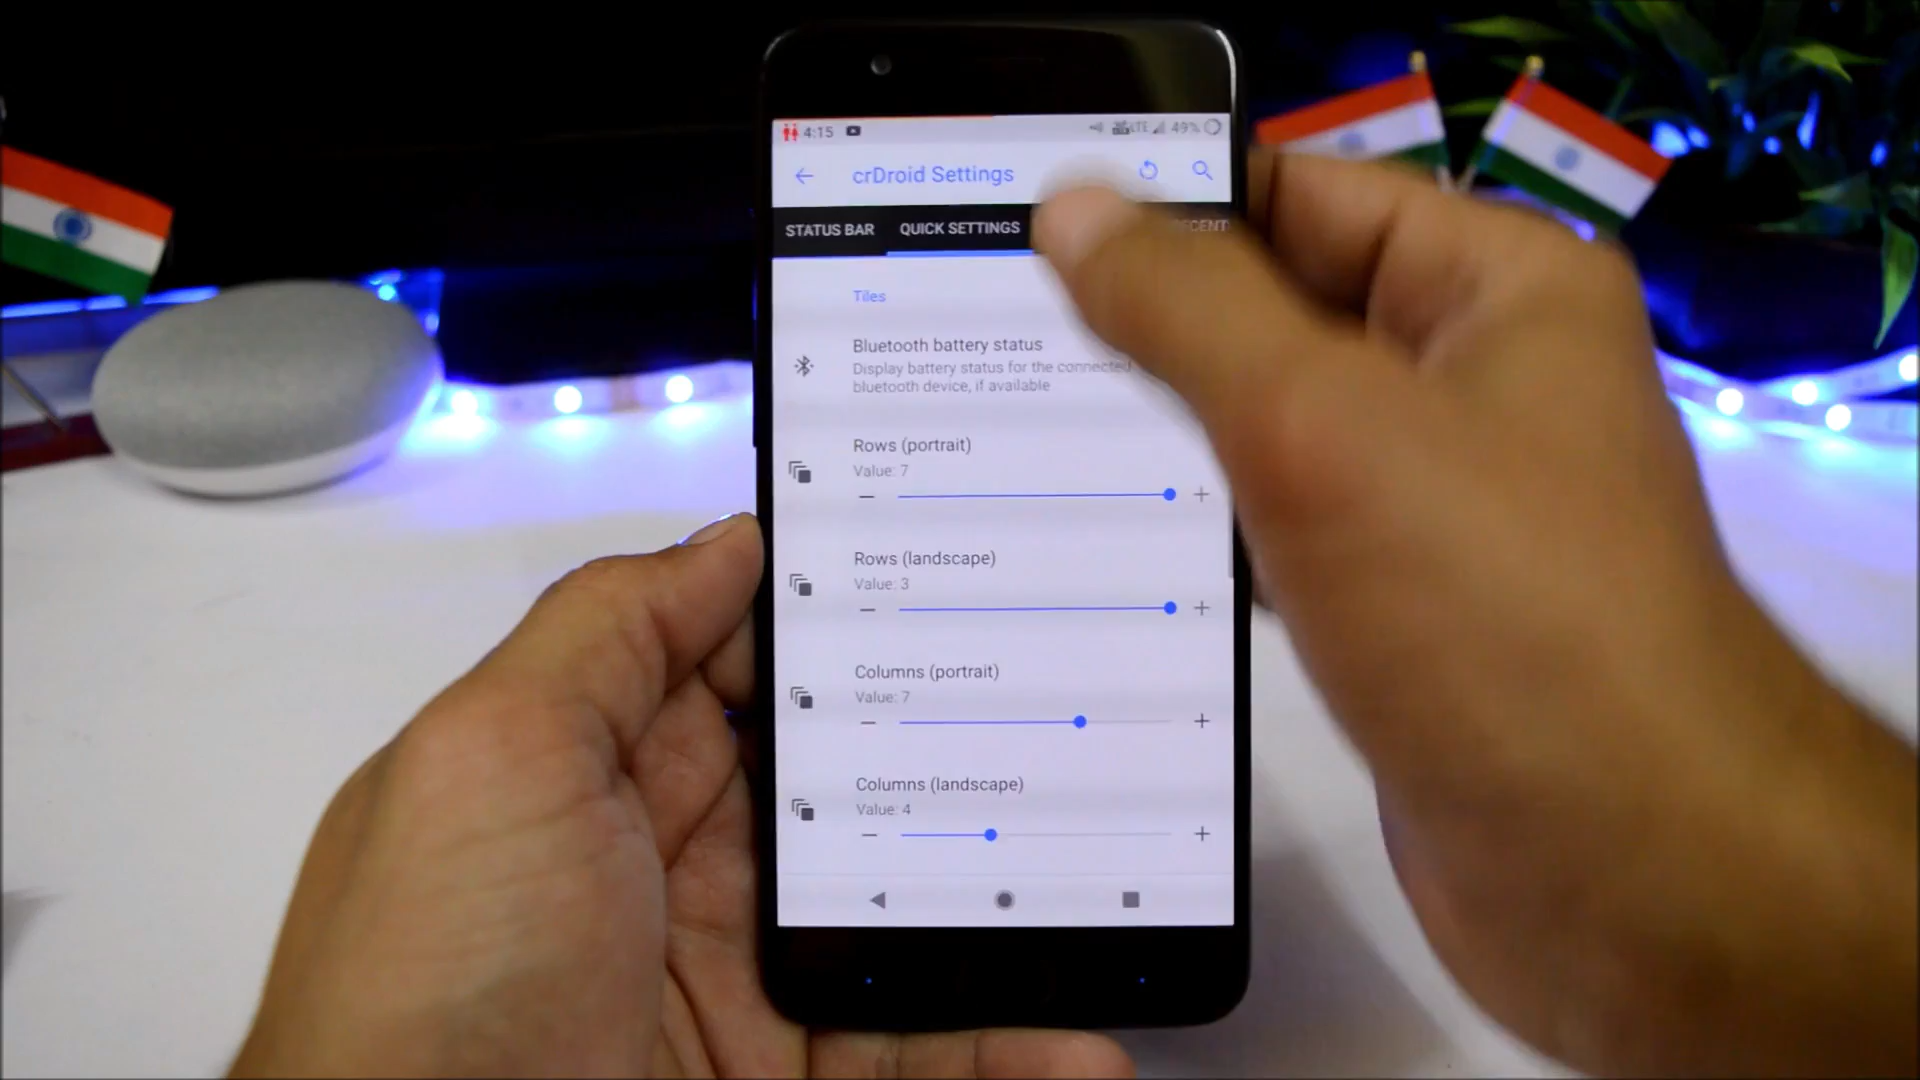 4:15 49%
crDroid Settings
STATUS BAR QUICK SETTINGS
Tiles
Bluetooth battery status
Display battery status for the connected
bluetooth device, if available
Rows (portrait)
Value: 7
Rows (landscape)
Value: 3
Columns (portrait)
Value: 7
Columns (landscape)
Value: 4